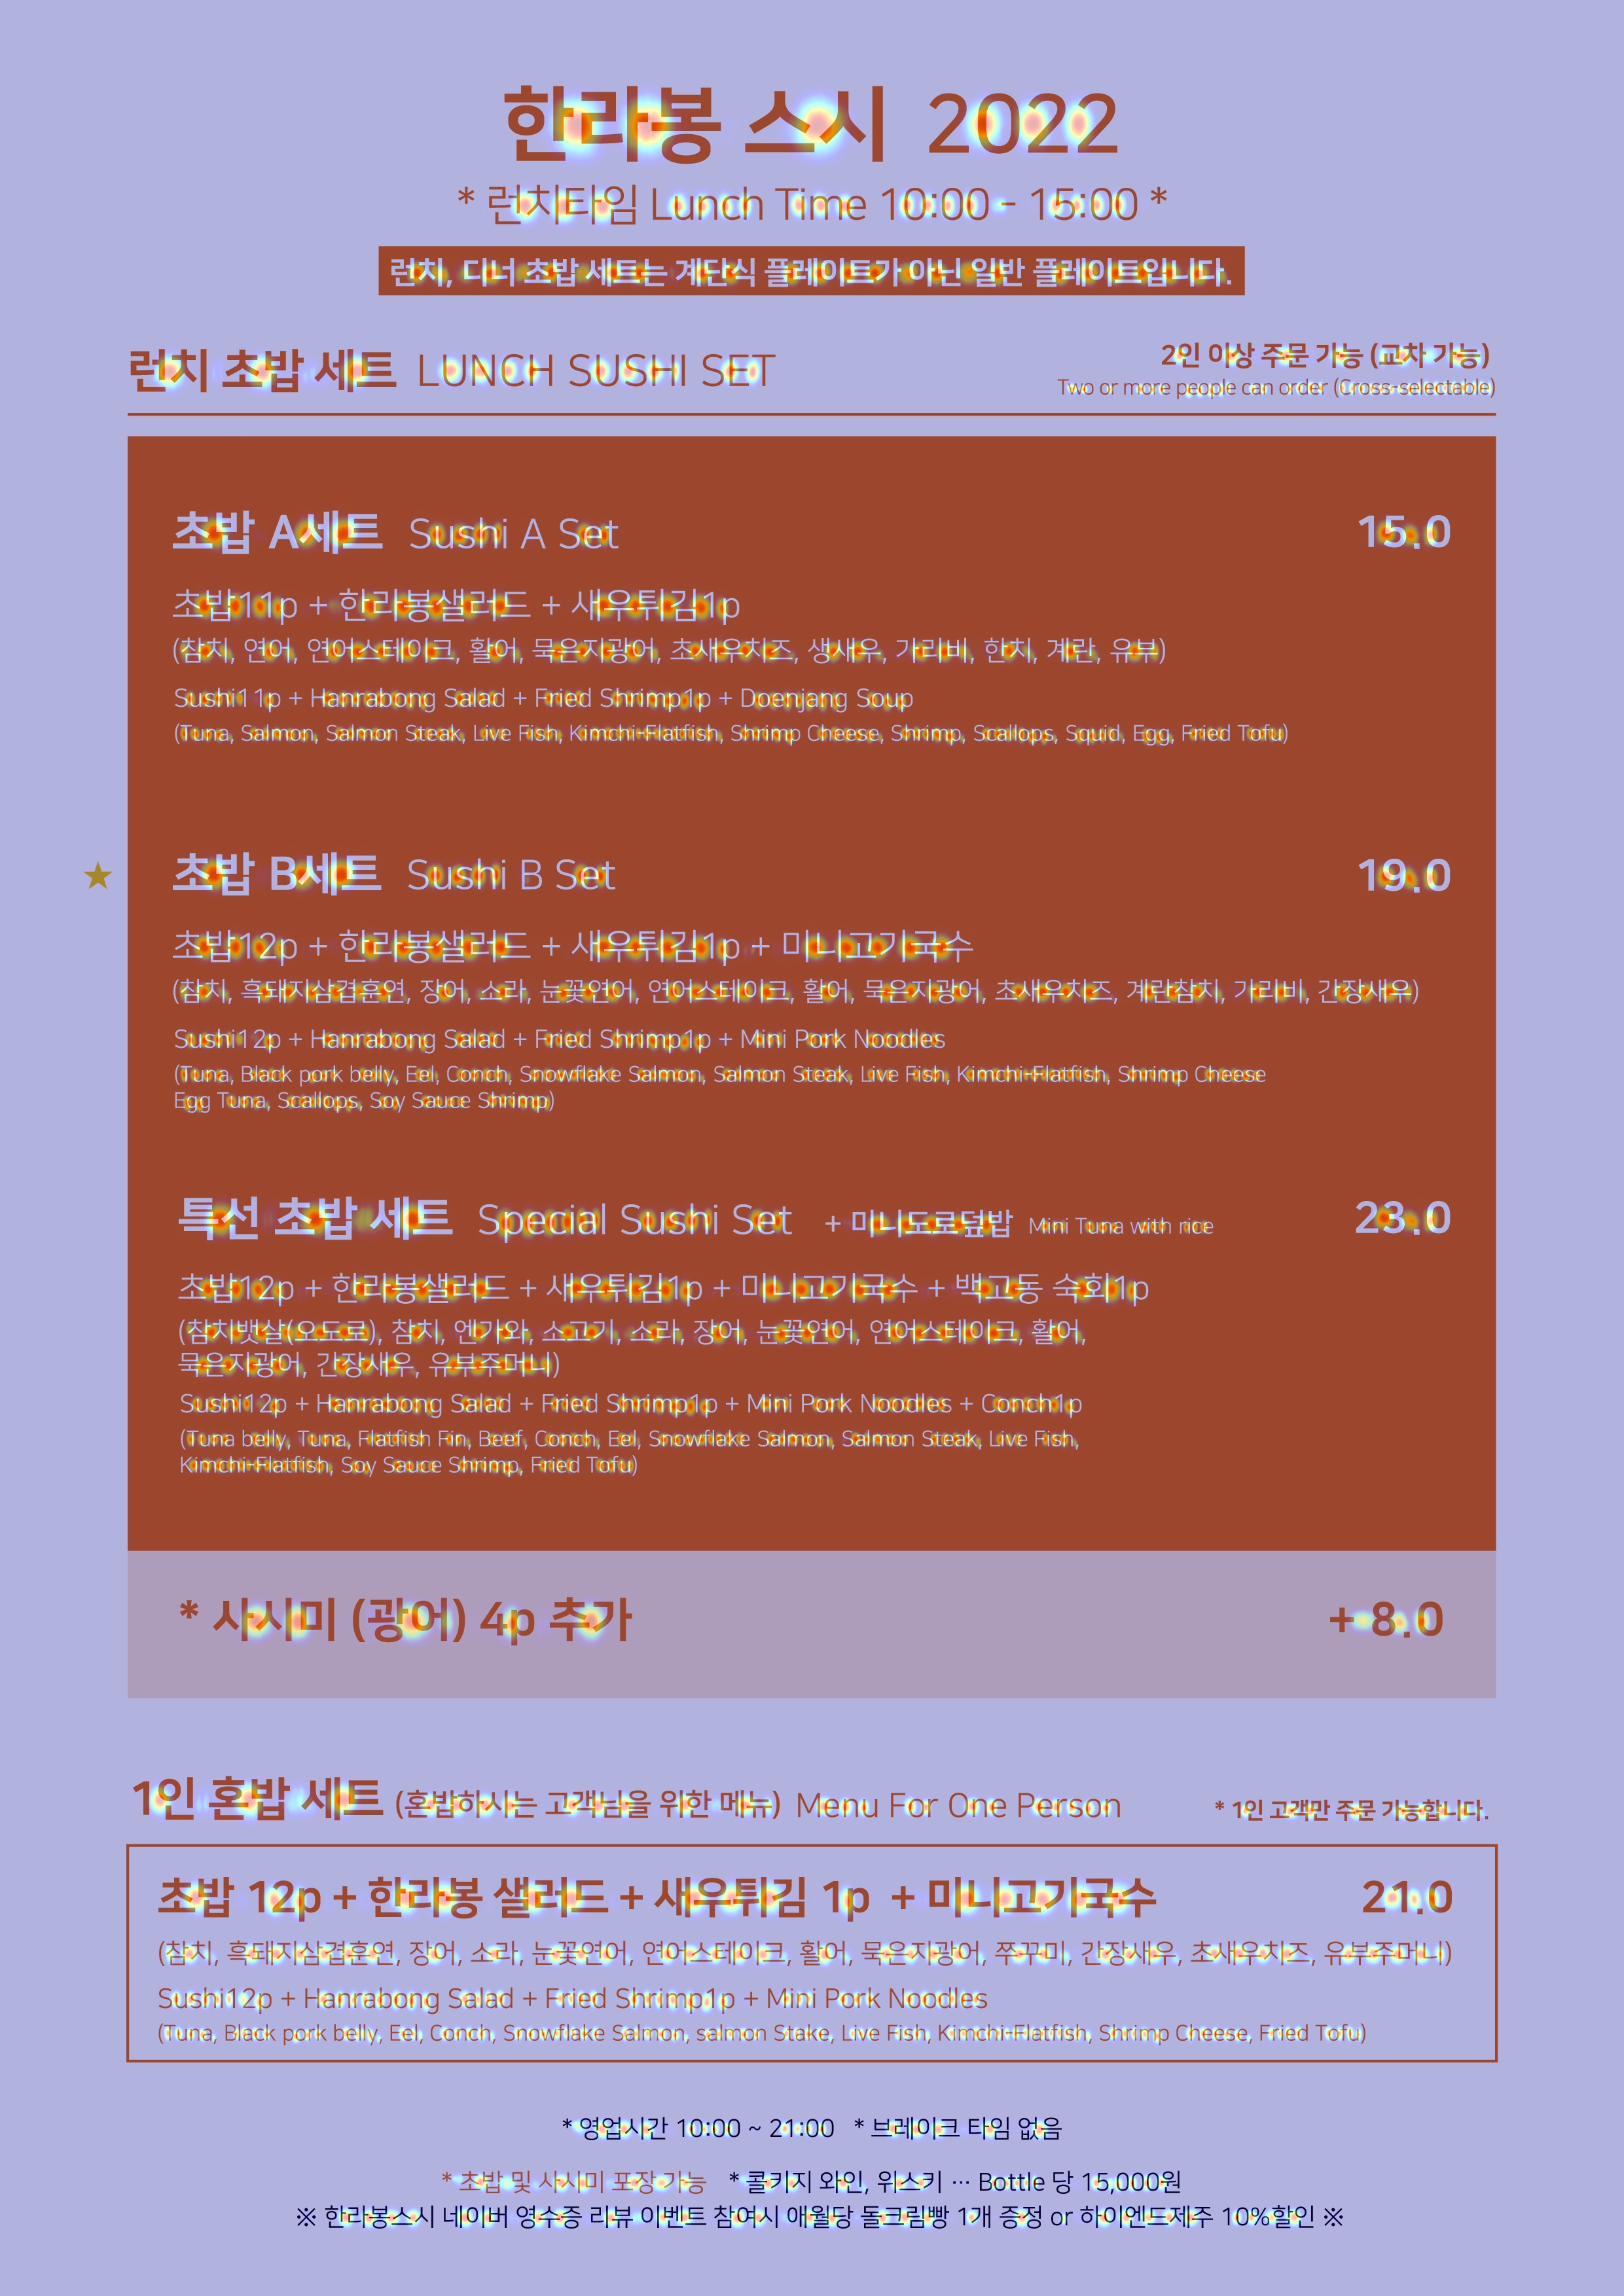 한라봉 스시 2022
* 런치타임 Lunch Time 10:00 - 15:00 *
런치, 디너 초밥 세트는 계단식 플레이트가 아닌 일반 플레이트입니다.
런치 초밥 세트 LUNCH SUSHI SET
2인 이상 주문 가능 (교차 가능)
Two or more people can order (Cross-selectable)
초밥 A세트 Sushi A Set 15.0
초밥11p + 한라봉샐러드 + 새우튀김1p
(참치, 연어, 연어스테이크, 활어, 묵은지광어, 초새우치즈, 생새우, 가리비, 한치, 계란, 유부)
Sushi11p + Hanrabong Salad + Fried Shrimp1p + Doenjang Soup
(Tuna, Salmon, Salmon Steak, Live Fish, Kimchi+Flatfish, Shrimp Cheese, Shrimp, Scallops, Squid, Egg, Fried Tofu)
★ 초밥 B세트 Sushi B Set 19.0
초밥12p + 한라봉샐러드 + 새우튀김1p + 미니고기국수
(참치, 흑돼지삼겹훈연, 장어, 소라, 눈꽃연어, 연어스테이크, 활어, 묵은지광어, 초새우치즈, 계란참치, 가리비, 간장새우)
Sushi12p + Hanrabong Salad + Fried Shrimp1p + Mini Pork Noodles
(Tuna, Black pork belly, Eel, Conch, Snowflake Salmon, Salmon Steak, Live Fish, Kimchi+Flatfish, Shrimp Cheese
Egg Tuna, Scallops, Soy Sauce Shrimp)
특선 초밥 세트 Special Sushi Set + 미니도로덮밥 Mini Tuna with rice 23.0
초밥12p + 한라봉샐러드 + 새우튀김1p + 미니고기국수 + 백고동 숙회1p
(참치뱃살(오도로), 참치, 엔가와, 소고기, 소라, 장어, 눈꽃연어, 연어스테이크, 활어,
묵은지광어, 간장새우, 유부주머니)
Sushi12p + Hanrabong Salad + Fried Shrimp1p + Mini Pork Noodles + Conch1p
(Tuna belly, Tuna, Flatfish Fin, Beef, Conch, Eel, Snowflake Salmon, Salmon Steak, Live Fish,
Kimchi+Flatfish, Soy Sauce Shrimp, Fried Tofu)
* 사시미 (광어) 4p 추가 + 8.0
1인 혼밥 세트 (혼밥하시는 고객님을 위한 메뉴) Menu For One Person
* 1인 고객만 주문 가능합니다.
초밥 12p + 한라봉 샐러드 + 새우튀김 1p + 미니고기국수 21.0
(참치, 흑돼지삼겹훈연, 장어, 소라, 눈꽃연어, 연어스테이크, 활어, 묵은지광어, 쭈꾸미, 간장새우, 초새우치즈, 유부주머니)
Sushi12p + Hanrabong Salad + Fried Shrimp1p + Mini Pork Noodles
(Tuna, Black pork belly, Eel, Conch, Snowflake Salmon, salmon Stake, Live Fish, Kimchi+Flatfish, Shrimp Cheese, Fried Tofu)
* 영업시간 10:00 ~ 21:00 * 브레이크 타임 없음
* 초밥 및 사시미 포장 가능 * 콜키지 와인, 위스키 ··· Bottle 당 15,000원
※ 한라봉스시 네이버 영수증 리뷰 이벤트 참여시 애월당 돌크림빵 1개 증정 or 하이엔드제주 10%할인 ※